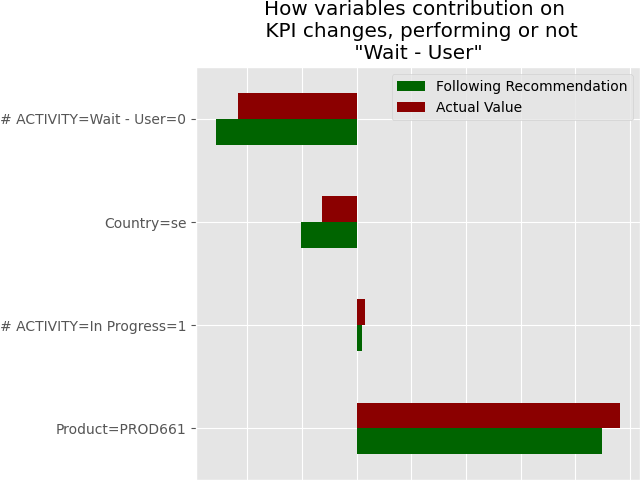 How variables contribution on
KPI changes, performing or not
"Wait - User"
Following Recommendation
Actual Value
# ACTIVITY=Wait - User=0
Country=se
# ACTIVITY=In Progress=1
Product=PROD661